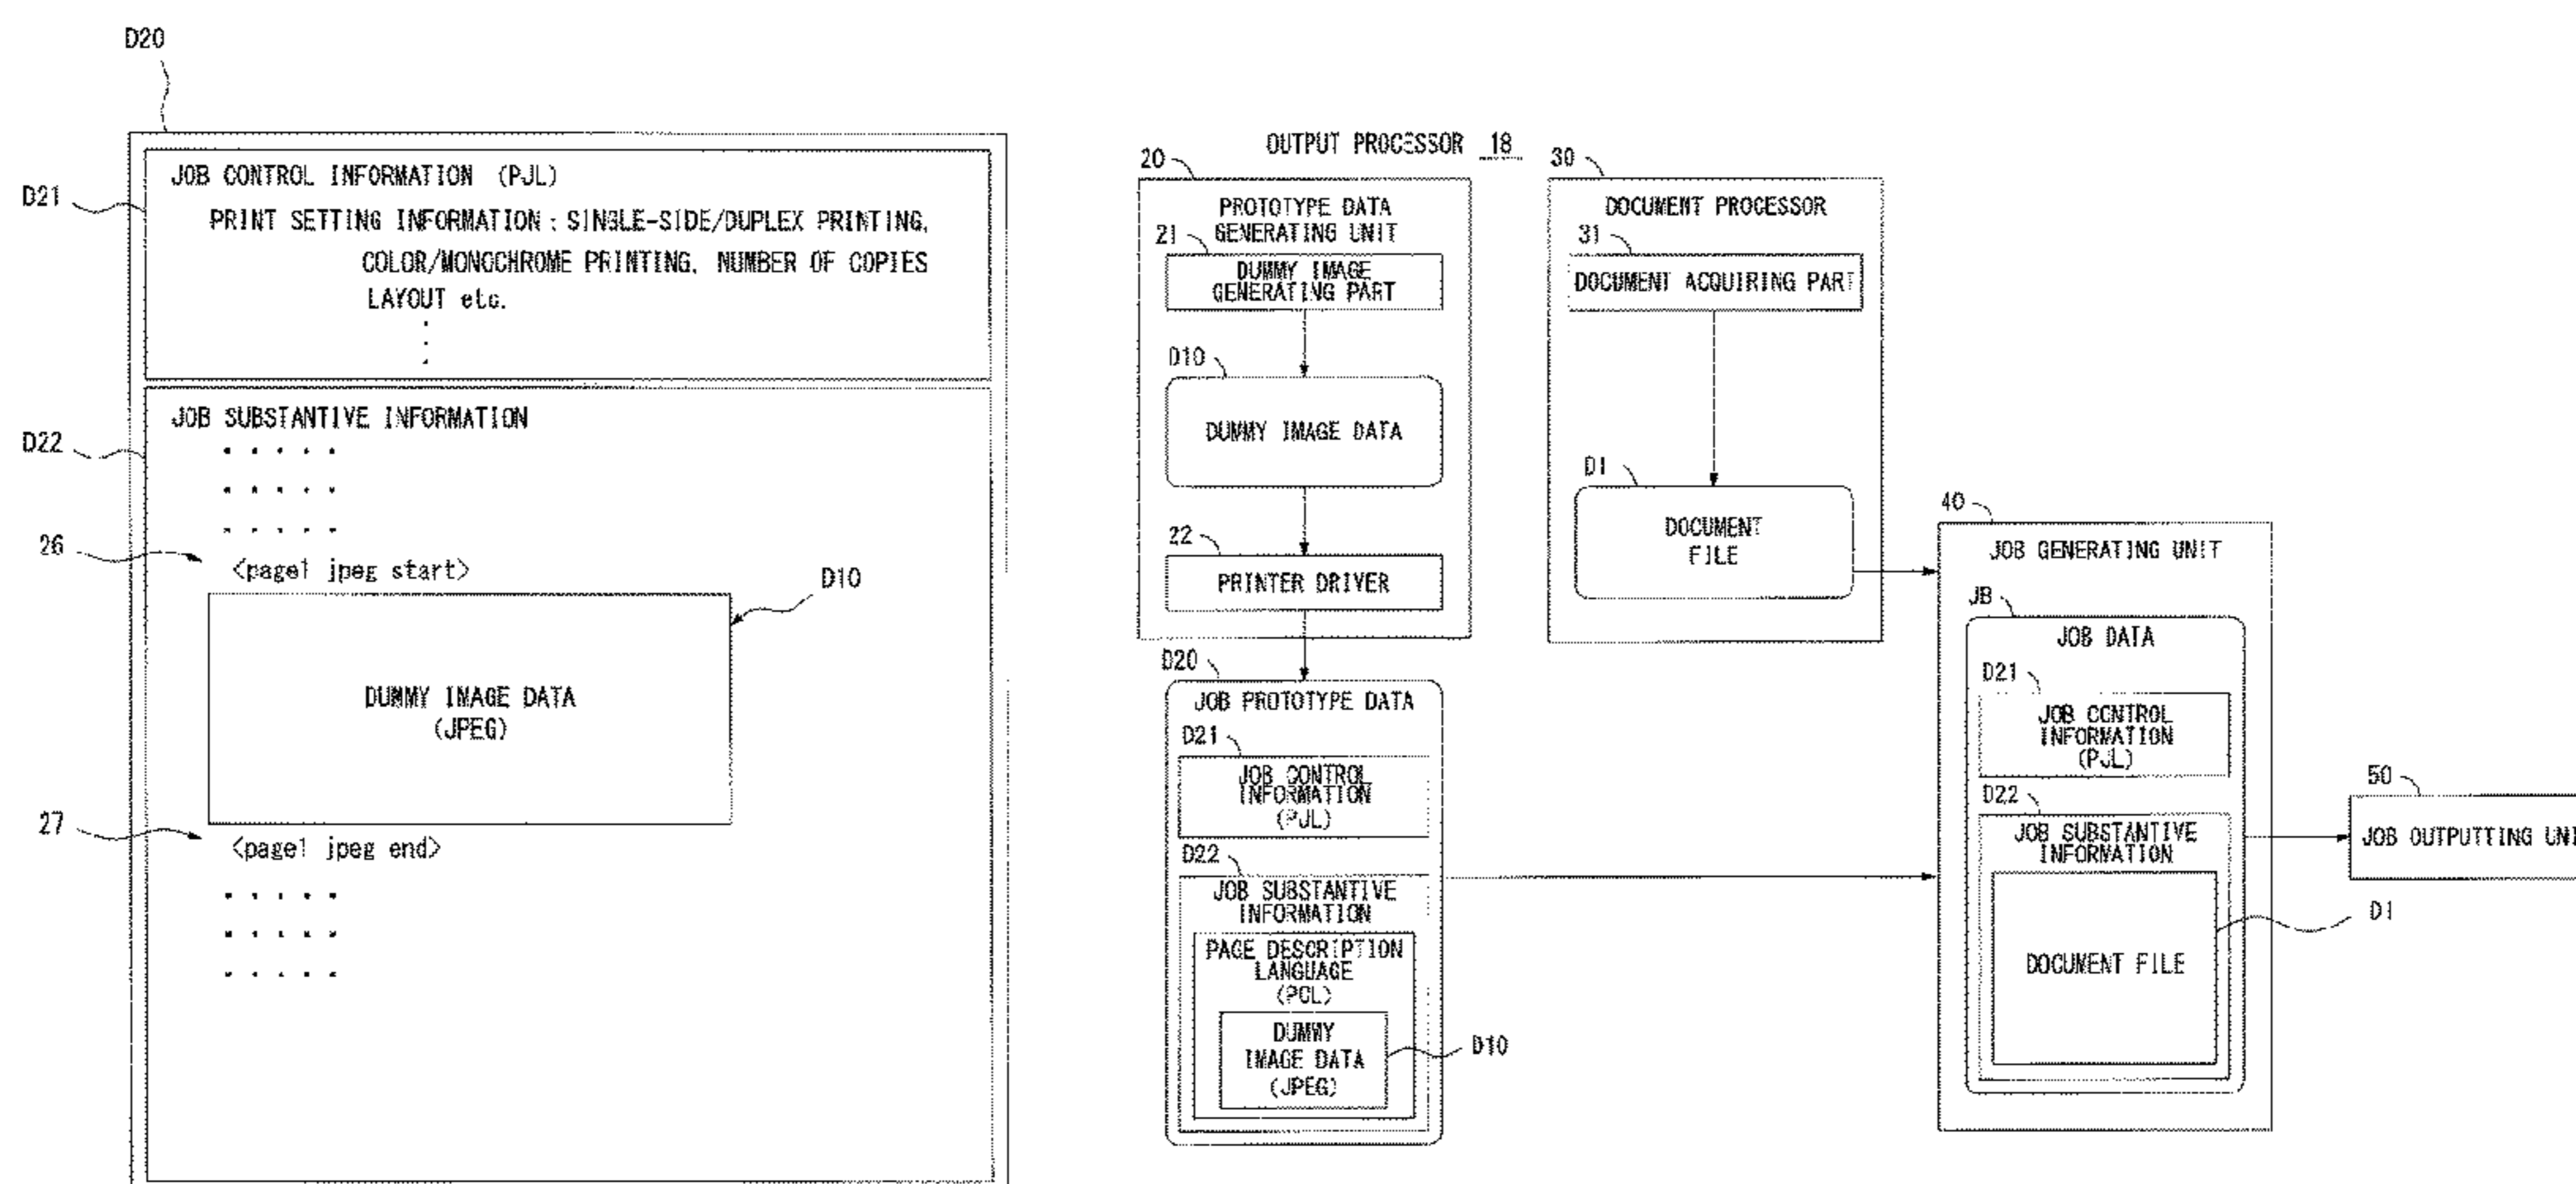 D20
D21
JOB CONTROL INFORMATION (PJL)
PRINT SETTING INFORMATION : SINGLE-SIDE/DUPLEX PRINTING,
COLOR/MONOCHROME PRINTING, NUMBER OF COPIES
LAYOUT etc.
D22
JOB SUBSTANTIVE INFORMATION
26
<page1 jpeg start>
D10
DUMMY IMAGE DATA
(JPEG)
27
<page1 jpeg end>
OUTPUT PROCESSOR 18
20
PROTOTYPE DATA
GENERATING UNIT
21
DUMMY IMAGE
GENERATING PART
D10
DUMMY IMAGE DATA
22
PRINTER DRIVER
D20
JOB PROTOTYPE DATA
D21
JOB CONTROL
INFORMATION
(PJL)
D22
JOB SUBSTANTIVE
INFORMATION
PAGE DESCRIPTION
LANGUAGE
(PCL)
DUMMY
IMAGE DATA
(JPEG)
D10
30
DOCUMENT PROCESSOR
31
DOCUMENT ACQUIRING PART
D1
DOCUMENT
FILE
40
JOB GENERATING UNIT
JB
JOB DATA
D21
JOB CONTROL
INFORMATION
(PJL)
D22
JOB SUBSTANTIVE
INFORMATION
DOCUMENT FILE
D1
50
JOB OUTPUTTING